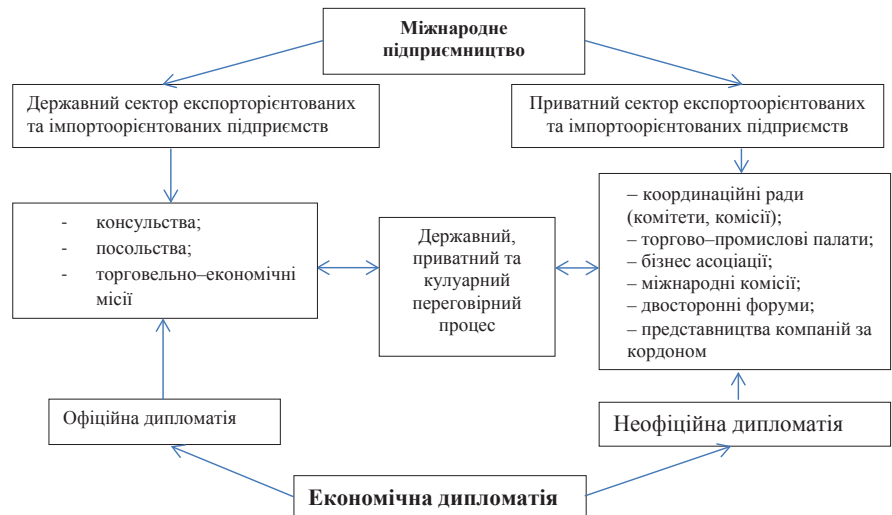 Міжнародне
підприємництво
Державний сектор експорторієнтованих
та імпортоорієнтованих підприємств
Приватний сектор експортоорієнтованих
та імпортоорієнтованих підприємств
- консульства;
- посольства;
- торговельно–економічні
місії
Державний,
приватний та
кулуарний
переговірний
процес
– координаційні ради
(комітети, комісії);
– торгово–промислові палати;
– бізнес асоціації;
– міжнародні комісії;
– двосторонні форуми;
– представництва компаній за
кордоном
Офіційна дипломатія
Неофіційна дипломатія
Економічна дипломатія